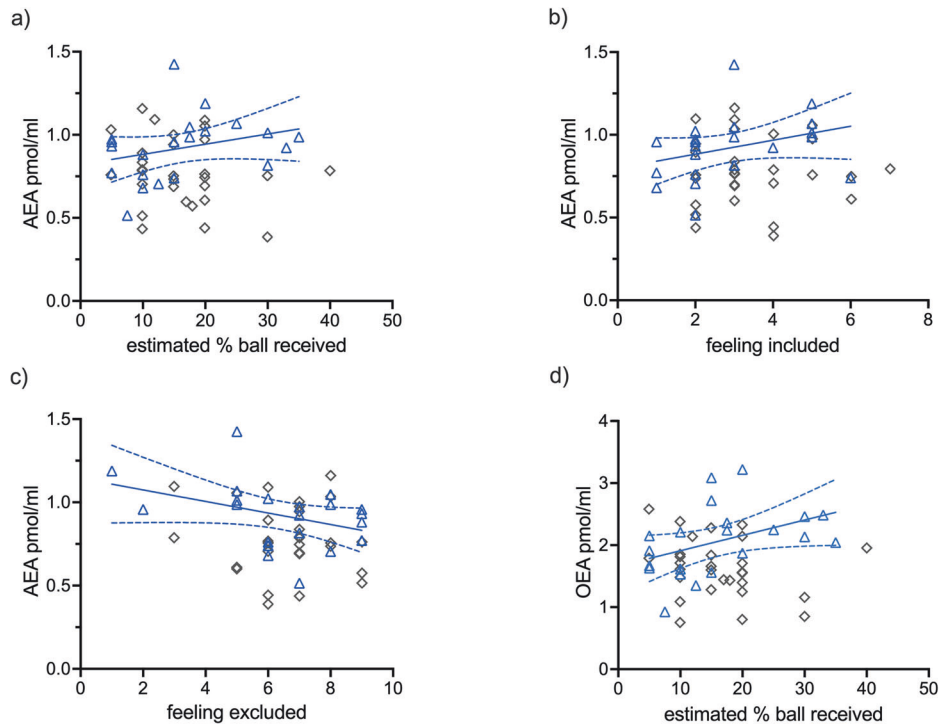 a)
1.5
1.0
0.5
0.0
AEA pmol/ml
0 10 20 30 40 50
estimated % ball received
b)
1.5
1.0
0.5
0.0
AEA pmol/ml
0 2 4 6 8
feeling included
c)
1.5
1.0
0.5
0.0
AEA pmol/ml
0 2 4 6 8 10
feeling excluded
d)
4
3
2
1
0
OEA pmol/ml
0 10 20 30 40 50
estimated % ball received